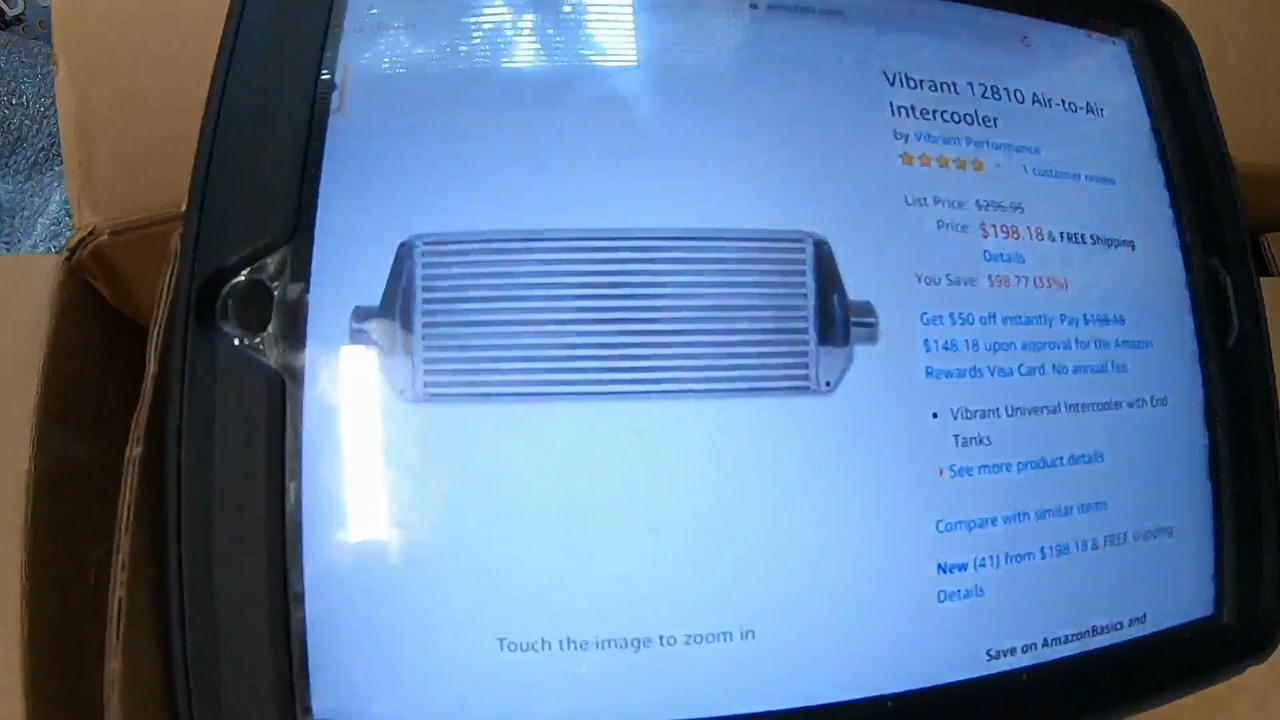 Vibrant 12810 Air-to-Air
Intercooler
by Vibrant Performance
1 customer review
List Price: $296.95
Price: $198.18 & FREE Shipping
Details
You Save: $98.77 (33%)
Get $50 off instantly: Pay $198.18
$148.18 upon approval for the Amazon
Rewards Visa Card. No annual fee.
• Vibrant Universal Intercooler with End
Tanks
› See more product details
Compare with similar items
New (41) from $198.18 & FREE shipping
Details
Touch the image to zoom in
Save on AmazonBasics and